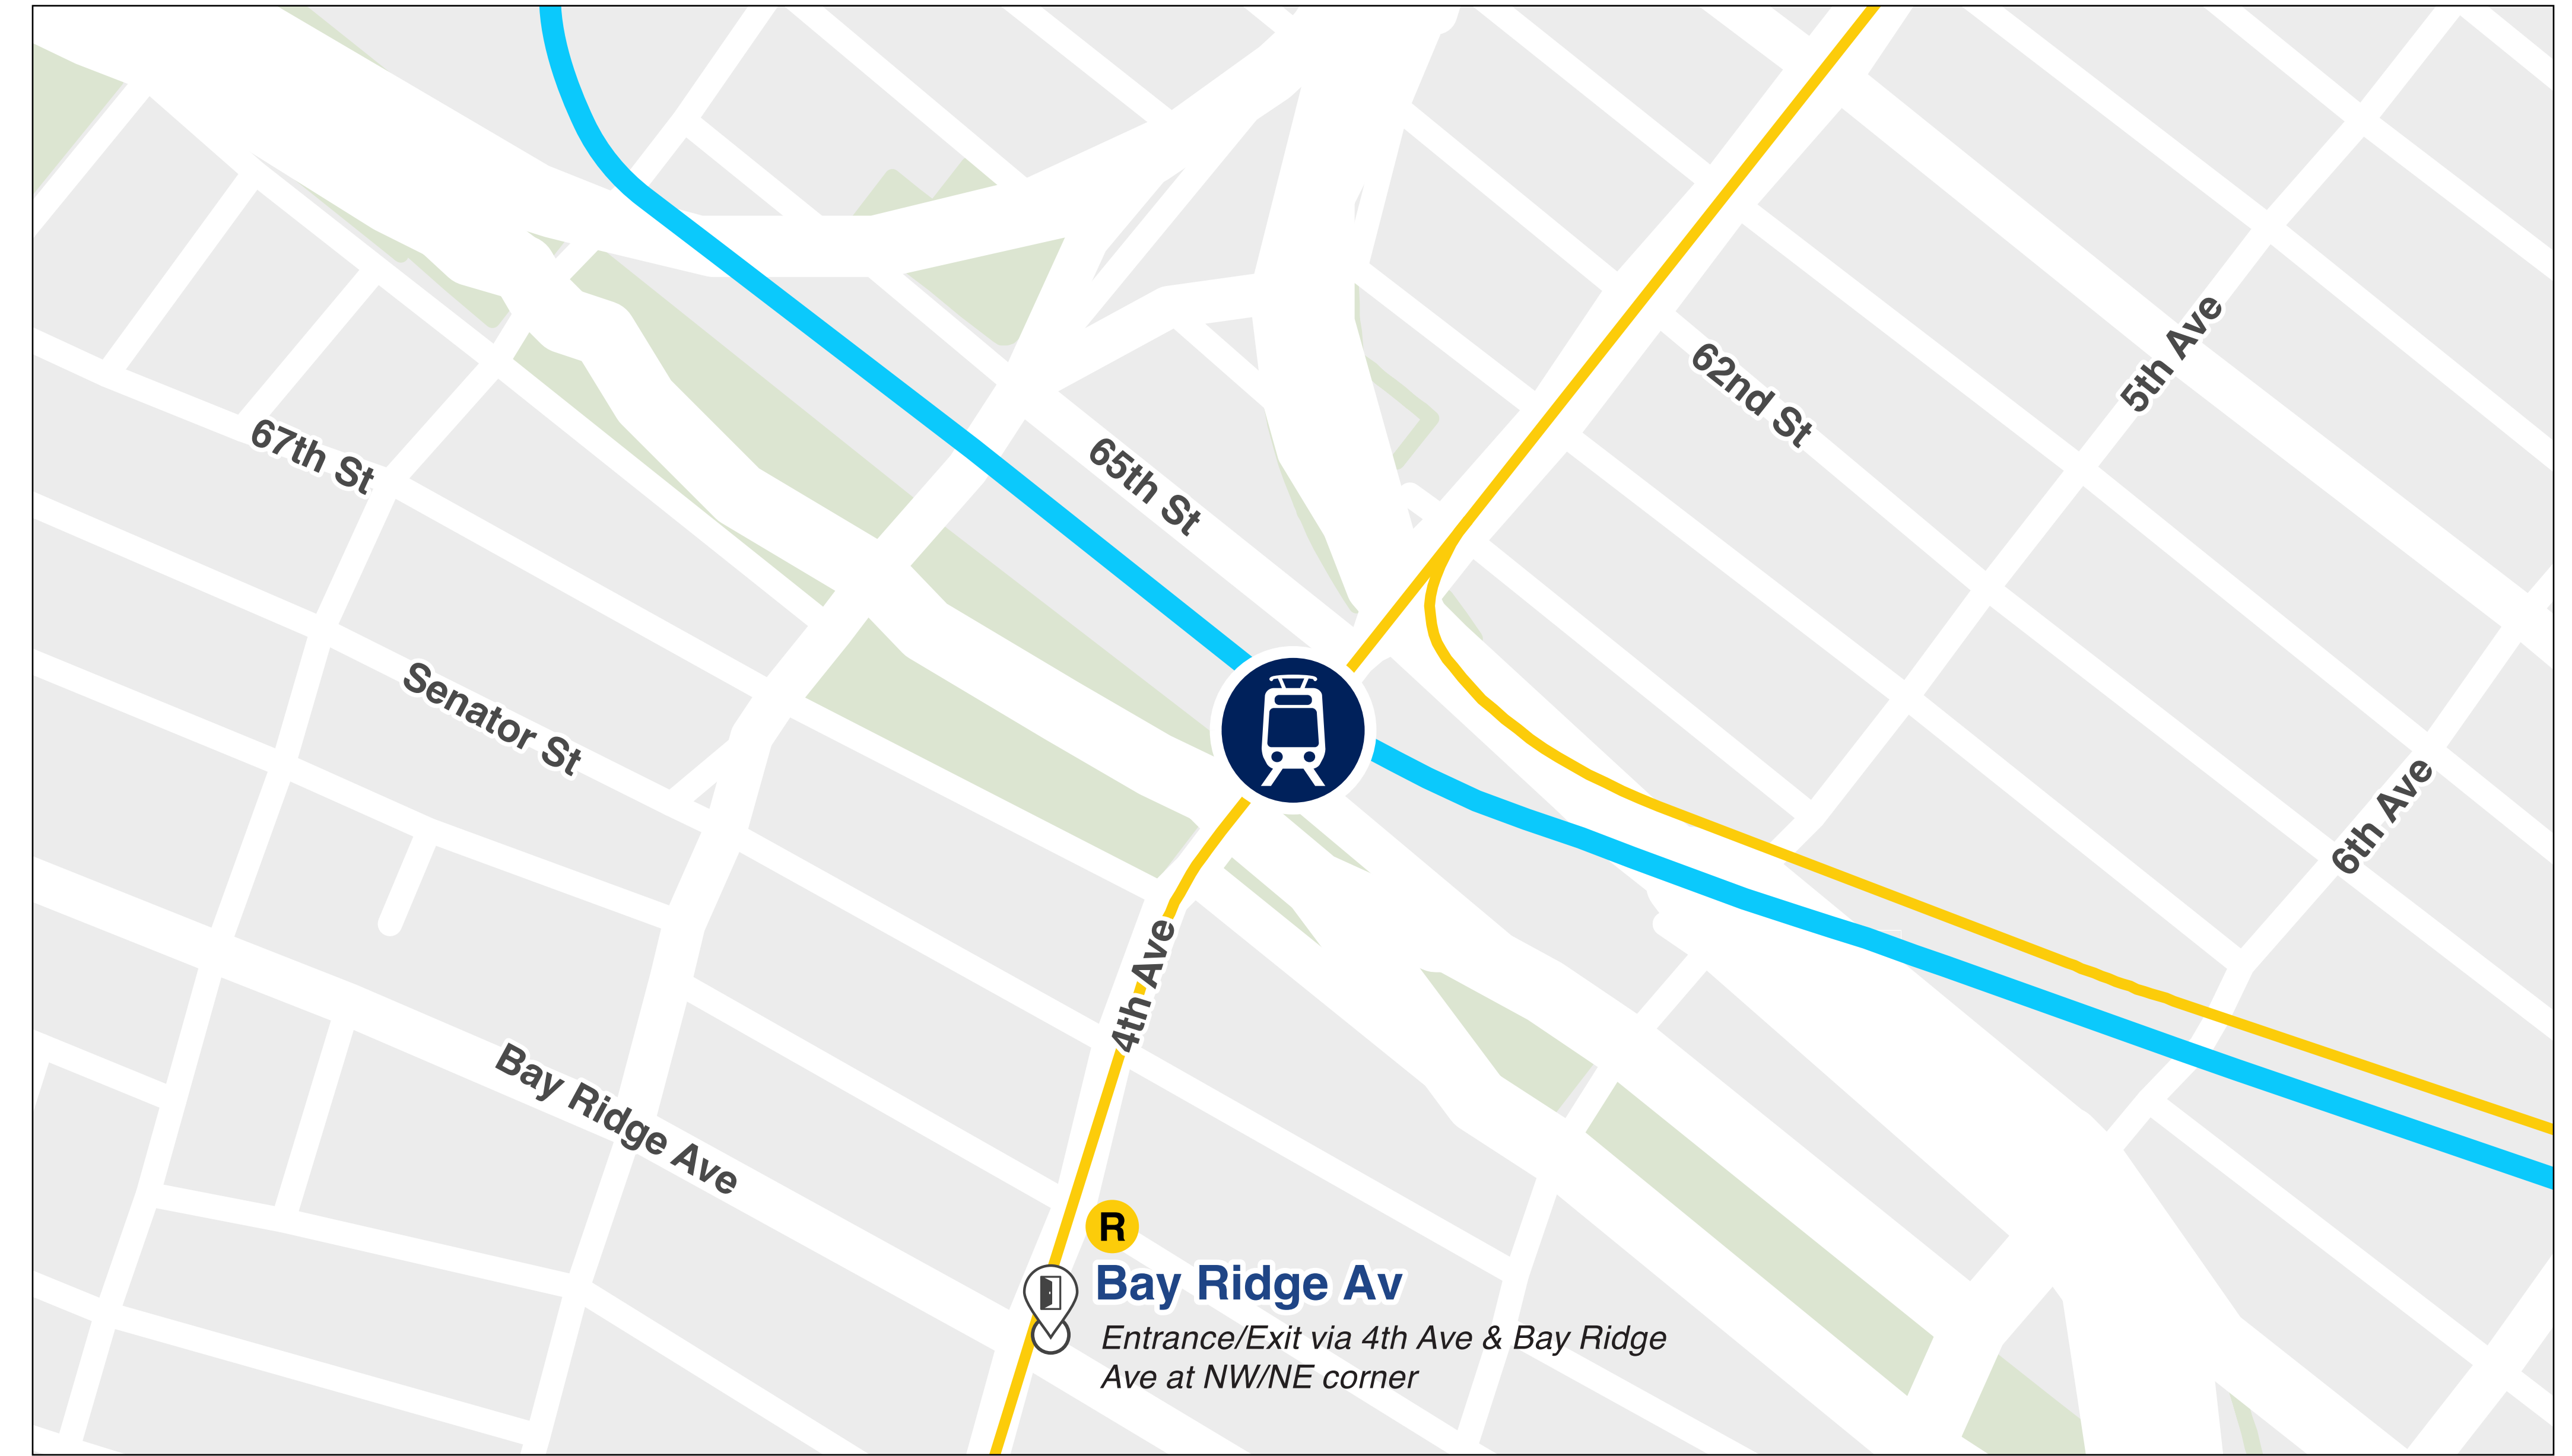 5th Ave
62nd St
67th St
65th St
Senator St
6th Ave
4th Ave
Bay Ridge Ave
R
Bay Ridge Av
Entrance/Exit via 4th Ave & Bay Ridge
Ave at NW/NE corner